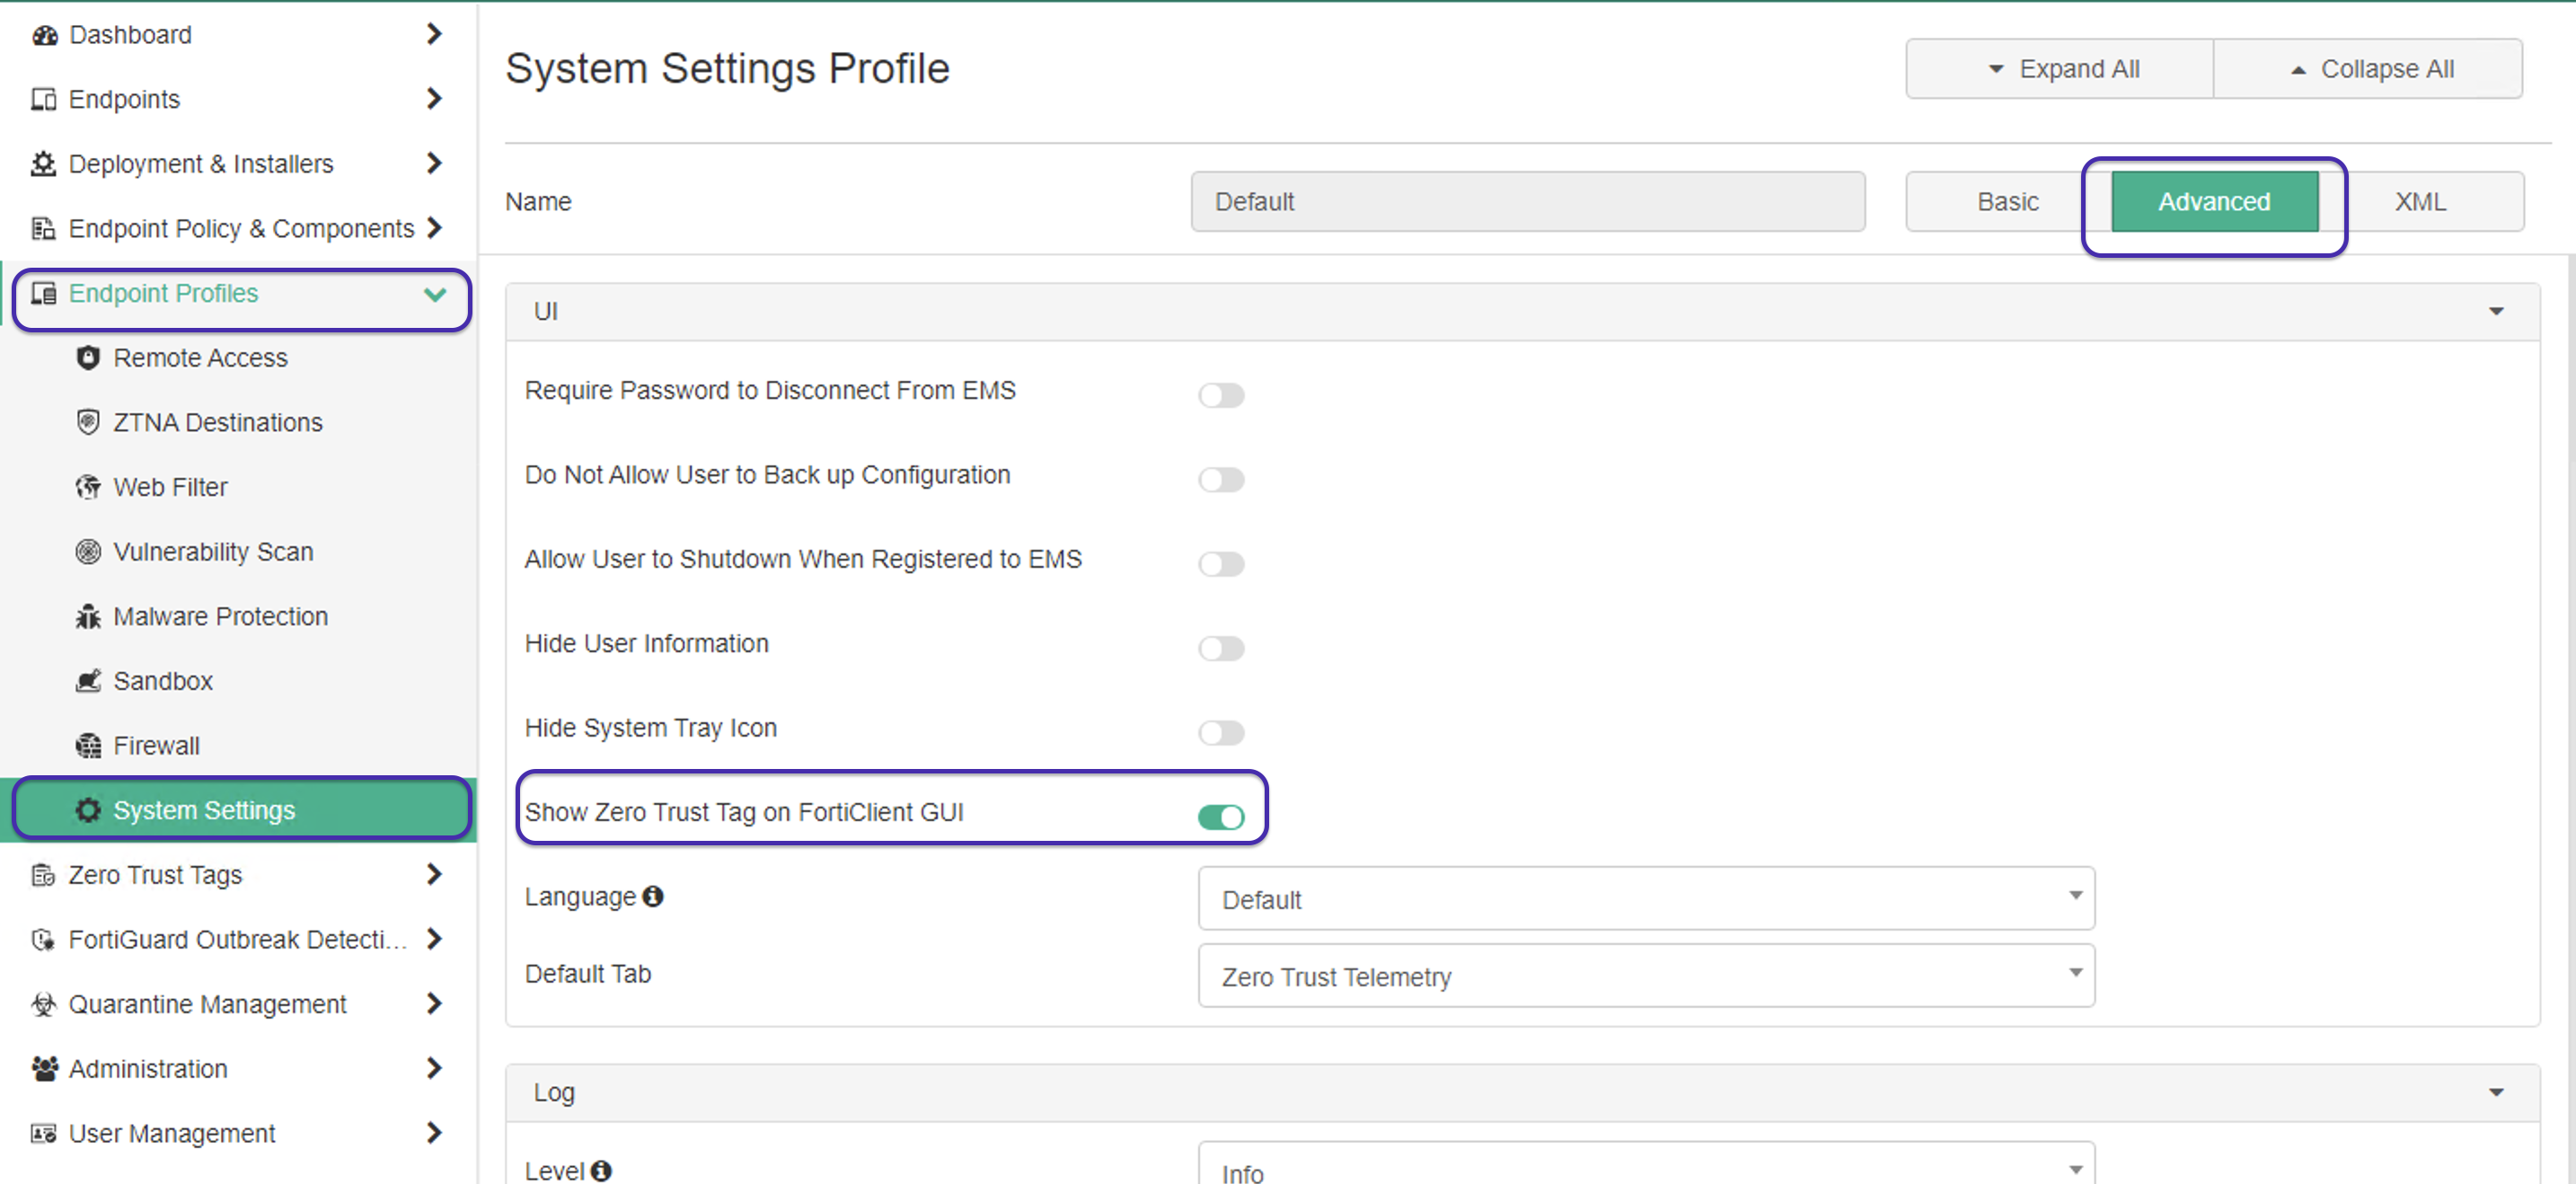 Dashboard
Endpoints
Deployment & Installers
Endpoint Policy & Components
Endpoint Profiles
Remote Access
ZTNA Destinations
Web Filter
Vulnerability Scan
Malware Protection
Sandbox
Firewall
System Settings
Zero Trust Tags
FortiGuard Outbreak Detecti...
Quarantine Management
Administration
User Management
System Settings Profile
Expand All
Collapse All
Name
Default
Basic
Advanced
XML
UI
Require Password to Disconnect From EMS
Do Not Allow User to Back up Configuration
Allow User to Shutdown When Registered to EMS
Hide User Information
Hide System Tray Icon
Show Zero Trust Tag on FortiClient GUI
Language
Default
Default Tab
Zero Trust Telemetry
Log
Level
Info